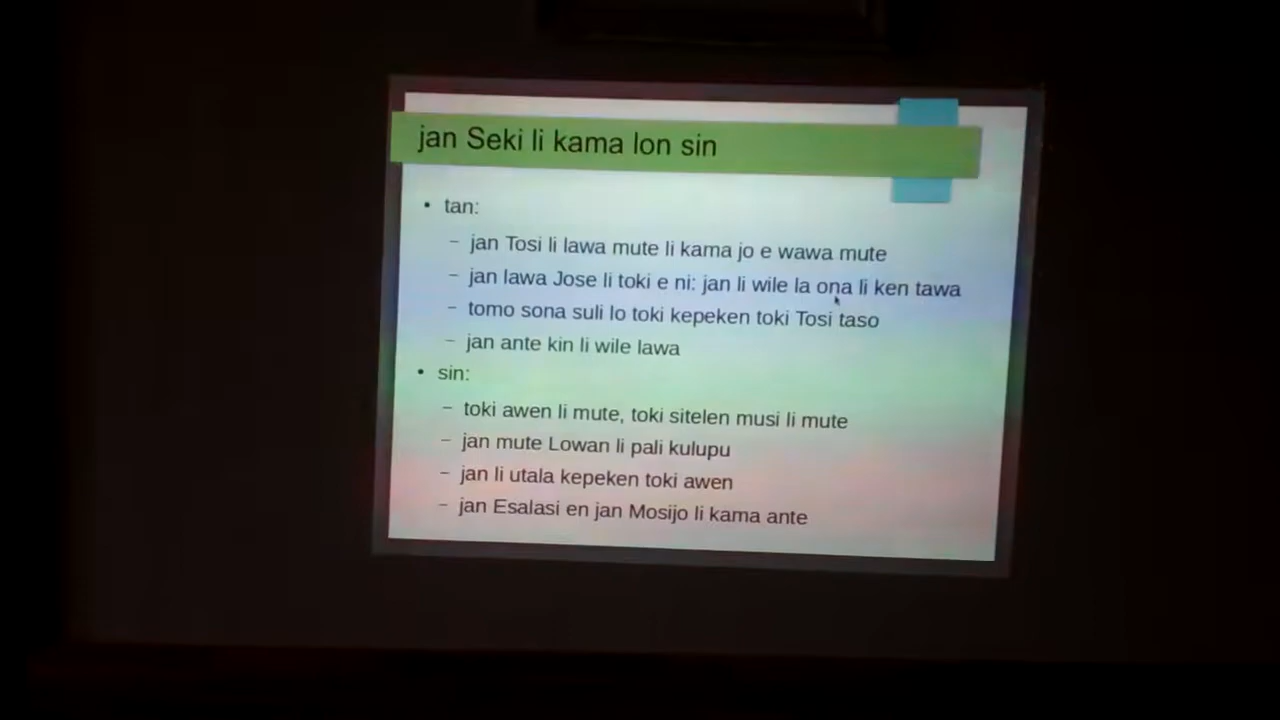 jan Seki li kama lon sin
• tan:
– jan Tosi li lawa mute li kama jo e wawa mute
– jan lawa Jose li toki e ni: jan li wile la ona li ken tawa
– tomo sona suli lo toki kepeken toki Tosi taso
– jan ante kin li wile lawa
• sin:
– toki awen li mute, toki sitelen musi li mute
– jan mute Lowan li pali kulupu
– jan li utala kepeken toki awen
– jan Esalasi en jan Mosijo li kama ante